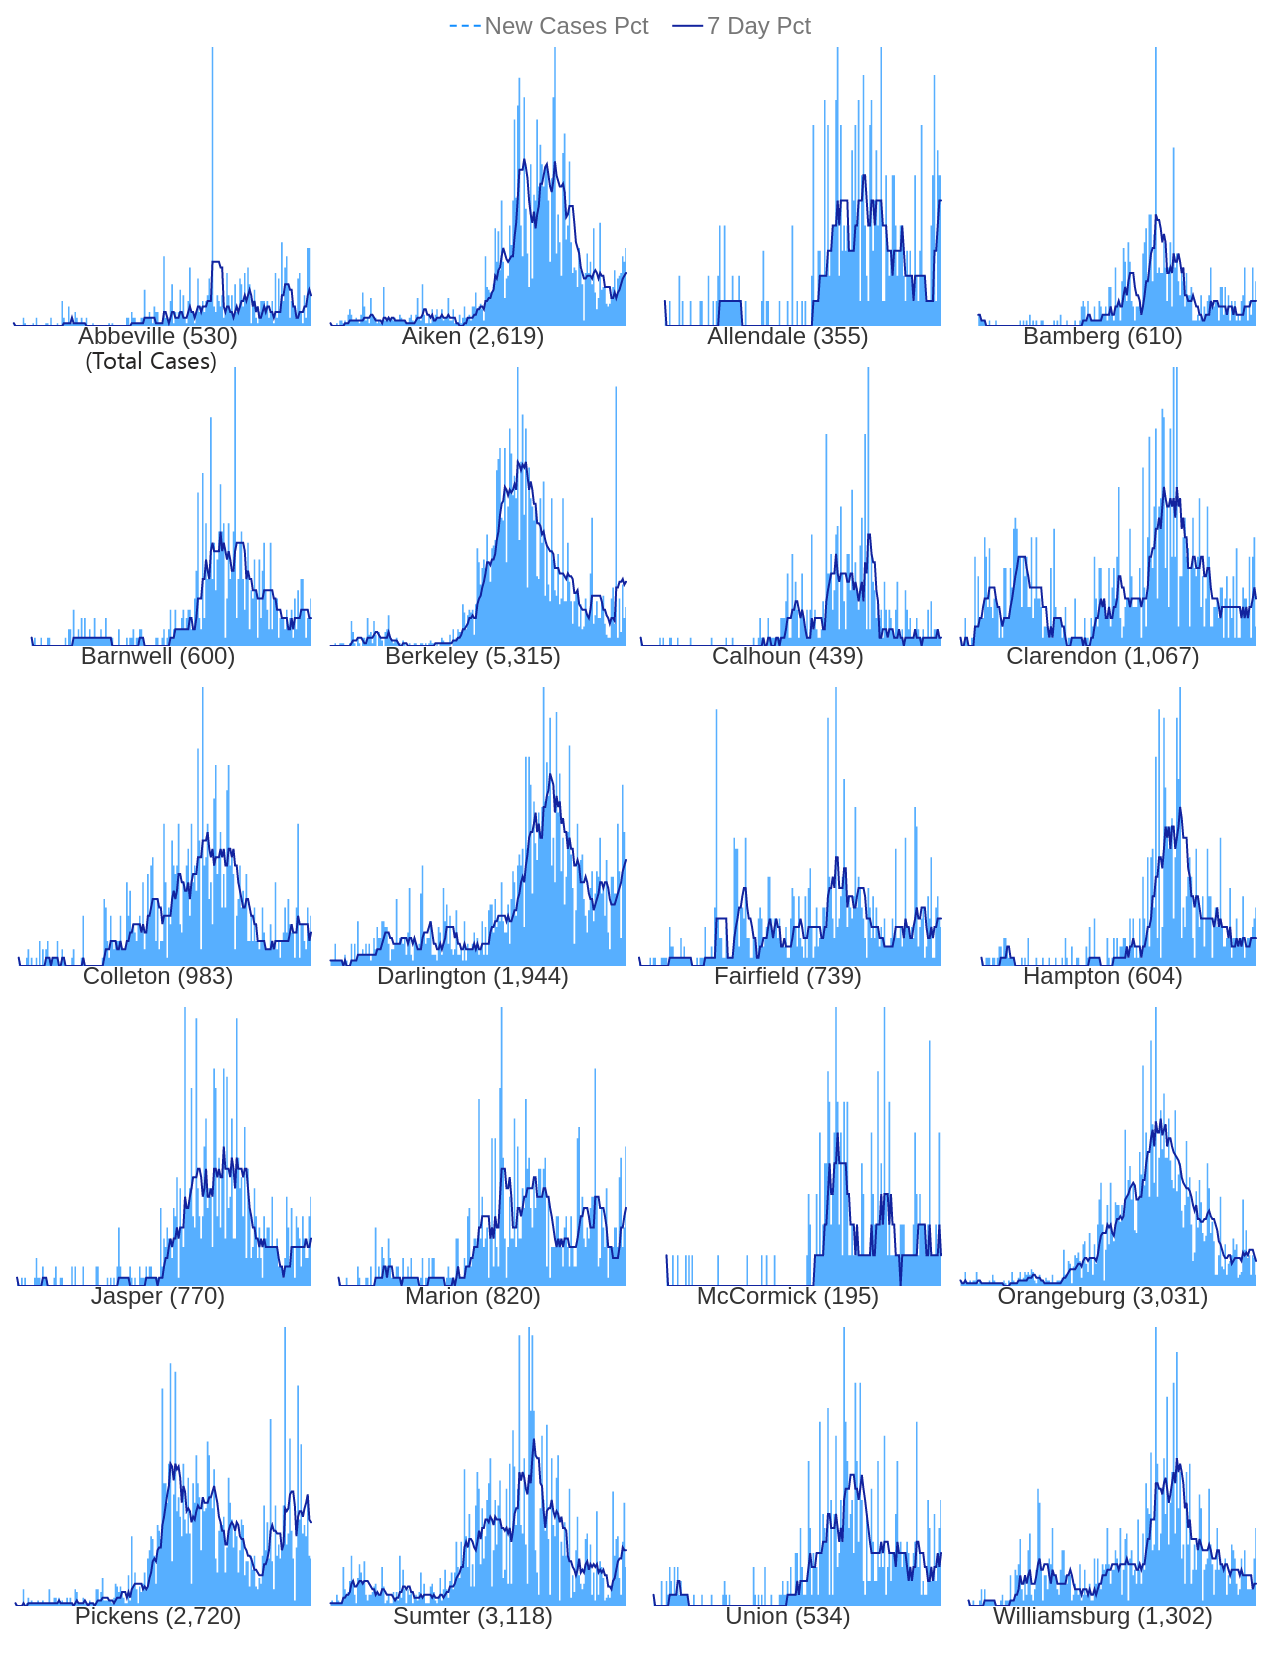 New Cases Pct 7 Day Pct
Abbeville (530) Aiken (2,619) Allendale (355) Bamberg (610)
(Total Cases)
Barnwell (600) Berkeley (5,315) Calhoun (439) Clarendon (1,067)
Colleton (983) Darlington (1,944) Fairfield (739) Hampton (604)
Jasper (770) Marion (820) McCormick (195) Orangeburg (3,031)
Pickens (2,720) Sumter (3,118) Union (534) Williamsburg (1,302)